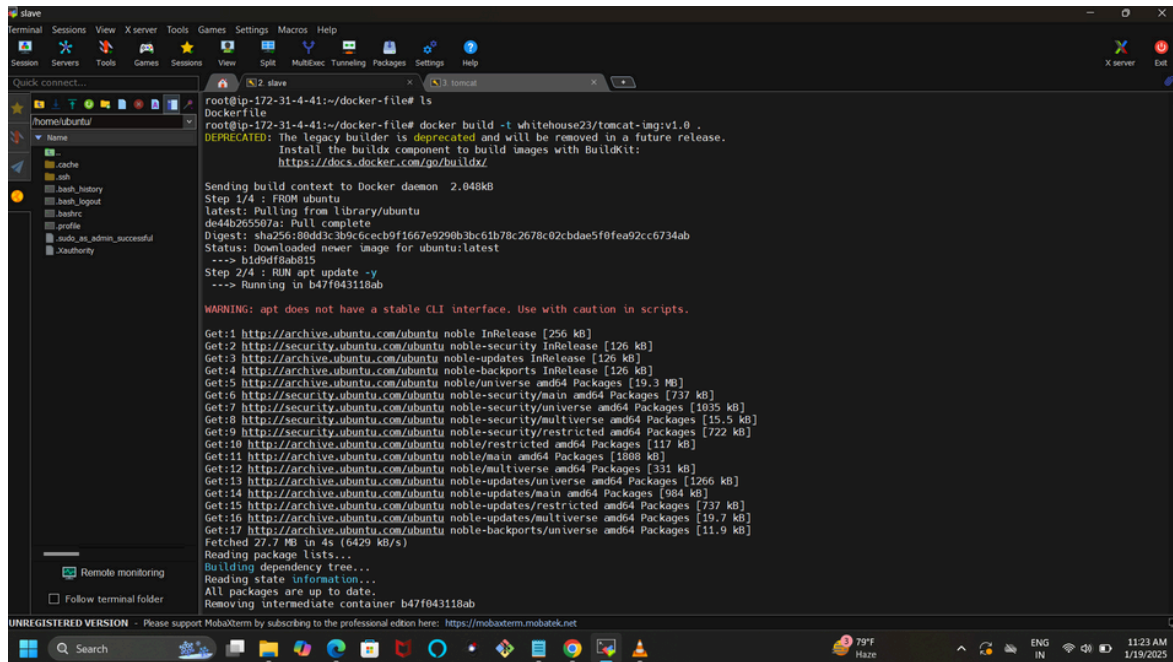 slave
Terminal Sessions View X server Tools Games Settings Macros Help
Session Servers Tools Games Sessions View Split MultiExec Tunneling Packages Settings Help
X server Exit
Quick connect...
2. slave
3. tomcat
/home/ubuntu/
Name
..
.cache
.ssh
.bash_history
.bash_logout
.bashrc
.profile
.sudo_as_admin_successful
.Xauthority
Remote monitoring
Follow terminal folder
root@ip-172-31-4-41:~/docker-file# ls
Dockerfile
root@ip-172-31-4-41:~/docker-file# docker build -t whitehouse23/tomcat-img:v1.0 .
DEPRECATED: The legacy builder is deprecated and will be removed in a future release.
Install the buildx component to build images with BuildKit:
https://docs.docker.com/go/buildx/
Sending build context to Docker daemon 2.048kB
Step 1/4 : FROM ubuntu
latest: Pulling from library/ubuntu
de44b265507a: Pull complete
Digest: sha256:80dd3c3b9c6cecb9f1667e9290b3bc61b78c2678c02cbdae5f0fea92cc6734ab
Status: Downloaded newer image for ubuntu:latest
---> b1d9df8ab815
Step 2/4 : RUN apt update -y
---> Running in b47f043118ab
WARNING: apt does not have a stable CLI interface. Use with caution in scripts.
Get:1 http://archive.ubuntu.com/ubuntu noble InRelease [256 kB]
Get:2 http://security.ubuntu.com/ubuntu noble-security InRelease [126 kB]
Get:3 http://archive.ubuntu.com/ubuntu noble-updates InRelease [126 kB]
Get:4 http://archive.ubuntu.com/ubuntu noble-backports InRelease [126 kB]
Get:5 http://archive.ubuntu.com/ubuntu noble/universe amd64 Packages [19.3 MB]
Get:6 http://security.ubuntu.com/ubuntu noble-security/main amd64 Packages [737 kB]
Get:7 http://security.ubuntu.com/ubuntu noble-security/universe amd64 Packages [1035 kB]
Get:8 http://security.ubuntu.com/ubuntu noble-security/multiverse amd64 Packages [15.5 kB]
Get:9 http://security.ubuntu.com/ubuntu noble-security/restricted amd64 Packages [722 kB]
Get:10 http://archive.ubuntu.com/ubuntu noble/restricted amd64 Packages [117 kB]
Get:11 http://archive.ubuntu.com/ubuntu noble/main amd64 Packages [1808 kB]
Get:12 http://archive.ubuntu.com/ubuntu noble/multiverse amd64 Packages [331 kB]
Get:13 http://archive.ubuntu.com/ubuntu noble-updates/universe amd64 Packages [1266 kB]
Get:14 http://archive.ubuntu.com/ubuntu noble-updates/main amd64 Packages [984 kB]
Get:15 http://archive.ubuntu.com/ubuntu noble-updates/restricted amd64 Packages [737 kB]
Get:16 http://archive.ubuntu.com/ubuntu noble-updates/multiverse amd64 Packages [19.7 kB]
Get:17 http://archive.ubuntu.com/ubuntu noble-backports/universe amd64 Packages [11.9 kB]
Fetched 27.7 MB in 4s (6429 kB/s)
Reading package lists...
Building dependency tree...
Reading state information...
All packages are up to date.
Removing intermediate container b47f043118ab
UNREGISTERED VERSION - Please support MobaXterm by subscribing to the professional edition here: https://mobaxterm.mobatek.net
Search
3
79°F
Haze
ENG
IN
11:23 AM
1/19/2025